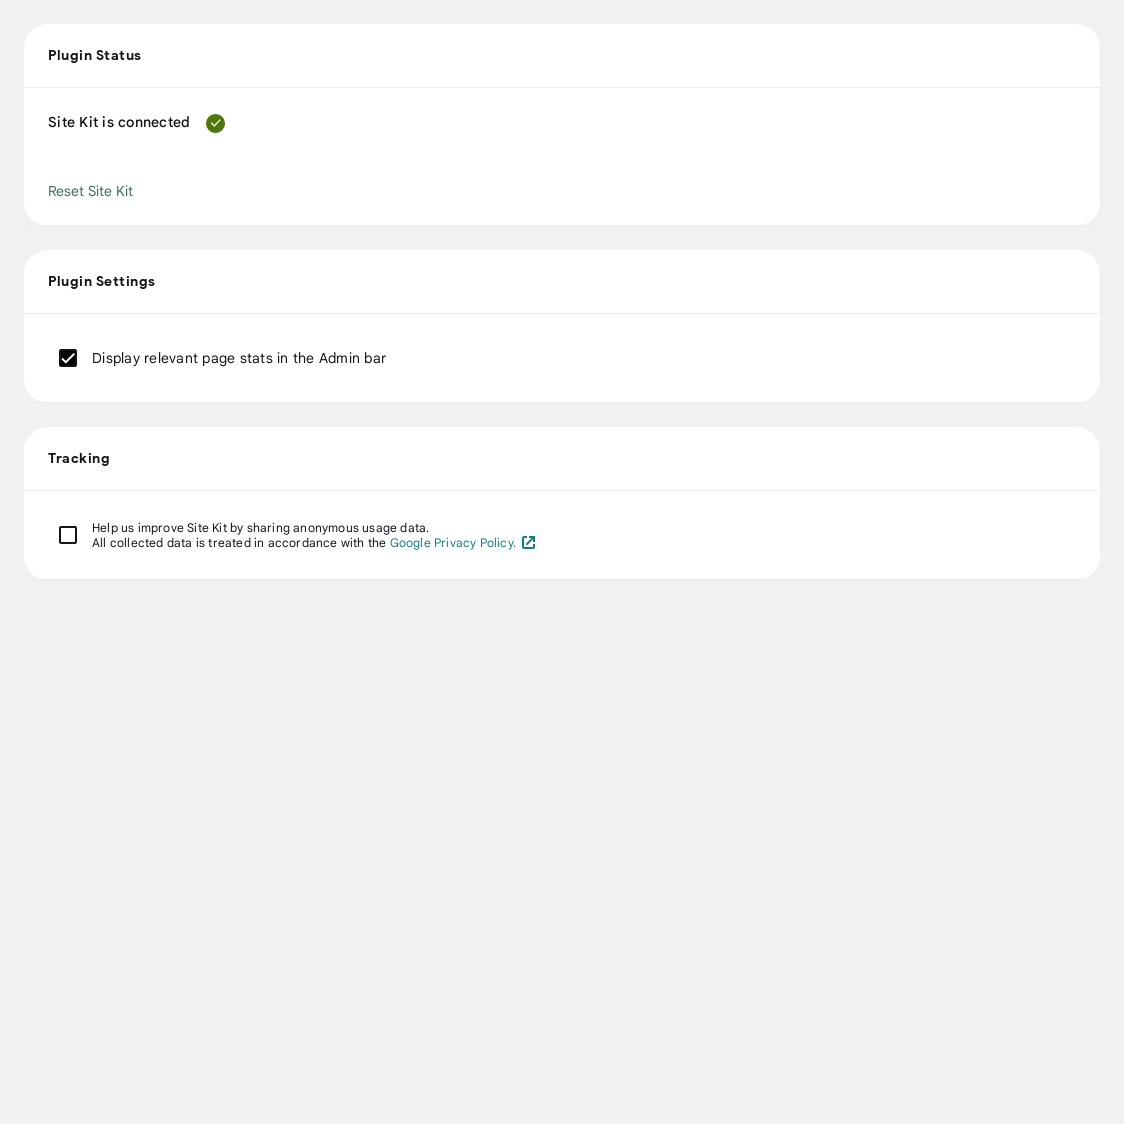 Plugin Status
Site Kit is connected
Reset Site Kit
Plugin Settings
Display relevant page stats in the Admin bar
Tracking
Help us improve Site Kit by sharing anonymous usage data.
All collected data is treated in accordance with the Google Privacy Policy.